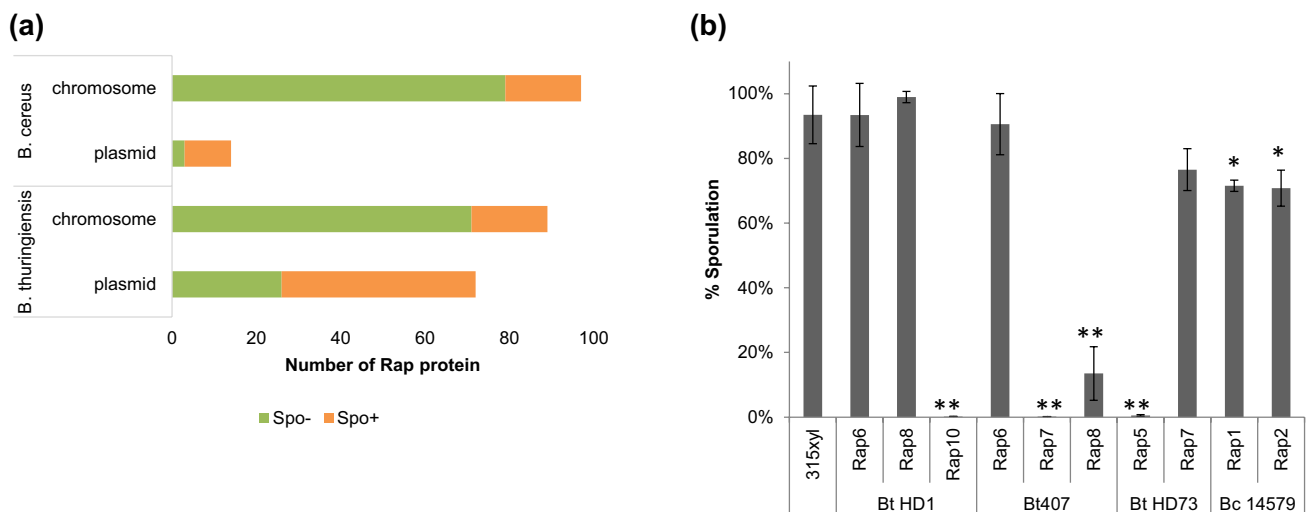 (a)
B. cereus
chromosome
plasmid
B. thuringiensis
chromosome
plasmid
0 20 40 60 80 100
Number of Rap protein
Spo- Spo+
(b)
% Sporulation
100%
80%
60%
40%
20%
0%
* *
** ** ** **
315xyl Rap6 Rap8 Rap10 Rap6 Rap7 Rap8 Rap5 Rap7 Rap1 Rap2
Bt HD1 Bt407 Bt HD73 Bc 14579